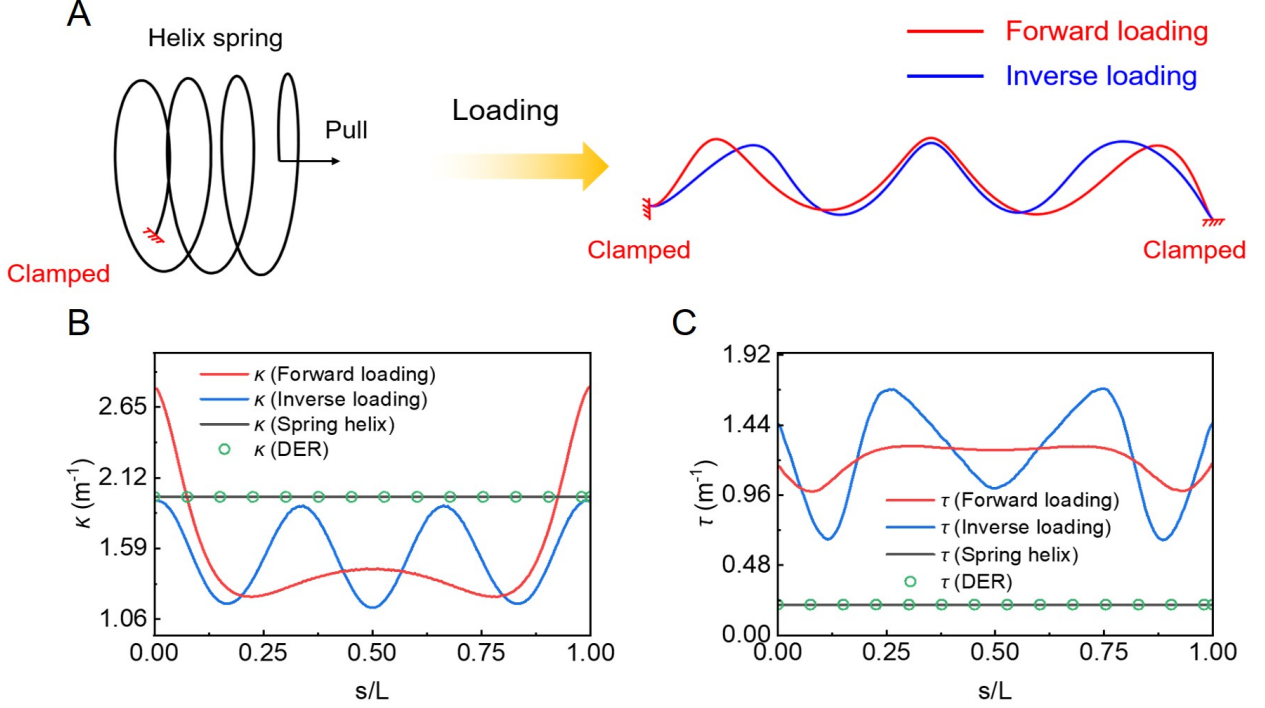 A
Helix spring
Pull
Clamped
Loading
Forward loading
Inverse loading
Clamped
Clamped
B
κ (Forward loading)
κ (Inverse loading)
κ (Spring helix)
κ (DER)
2.65
2.12
1.59
1.06
κ (m⁻¹)
0.00
0.25
0.50
0.75
1.00
s/L
C
1.92
1.44
0.96
0.48
0.00
τ (m⁻¹)
τ (Forward loading)
τ (Inverse loading)
τ (Spring helix)
τ (DER)
0.00
0.25
0.50
0.75
1.00
s/L